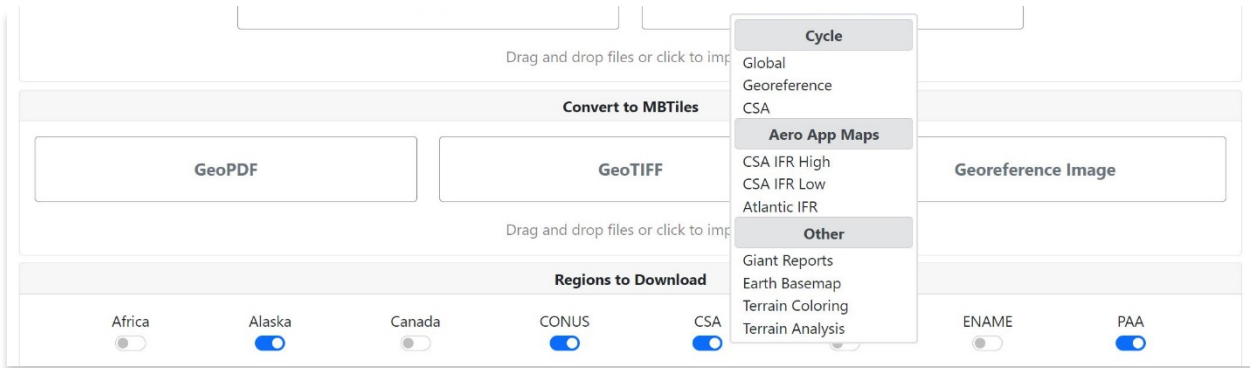 Drag and drop files or click to imp
Convert to MBTiles
GeoPDF
GeoTIFF
Georeference Image
Drag and drop files or click to imp
Regions to Download
Africa
Alaska
Canada
CONUS
CSA
ENAME
PAA
Cycle
Global
Georeference
CSA
Aero App Maps
CSA IFR High
CSA IFR Low
Atlantic IFR
Other
Giant Reports
Earth Basemap
Terrain Coloring
Terrain Analysis